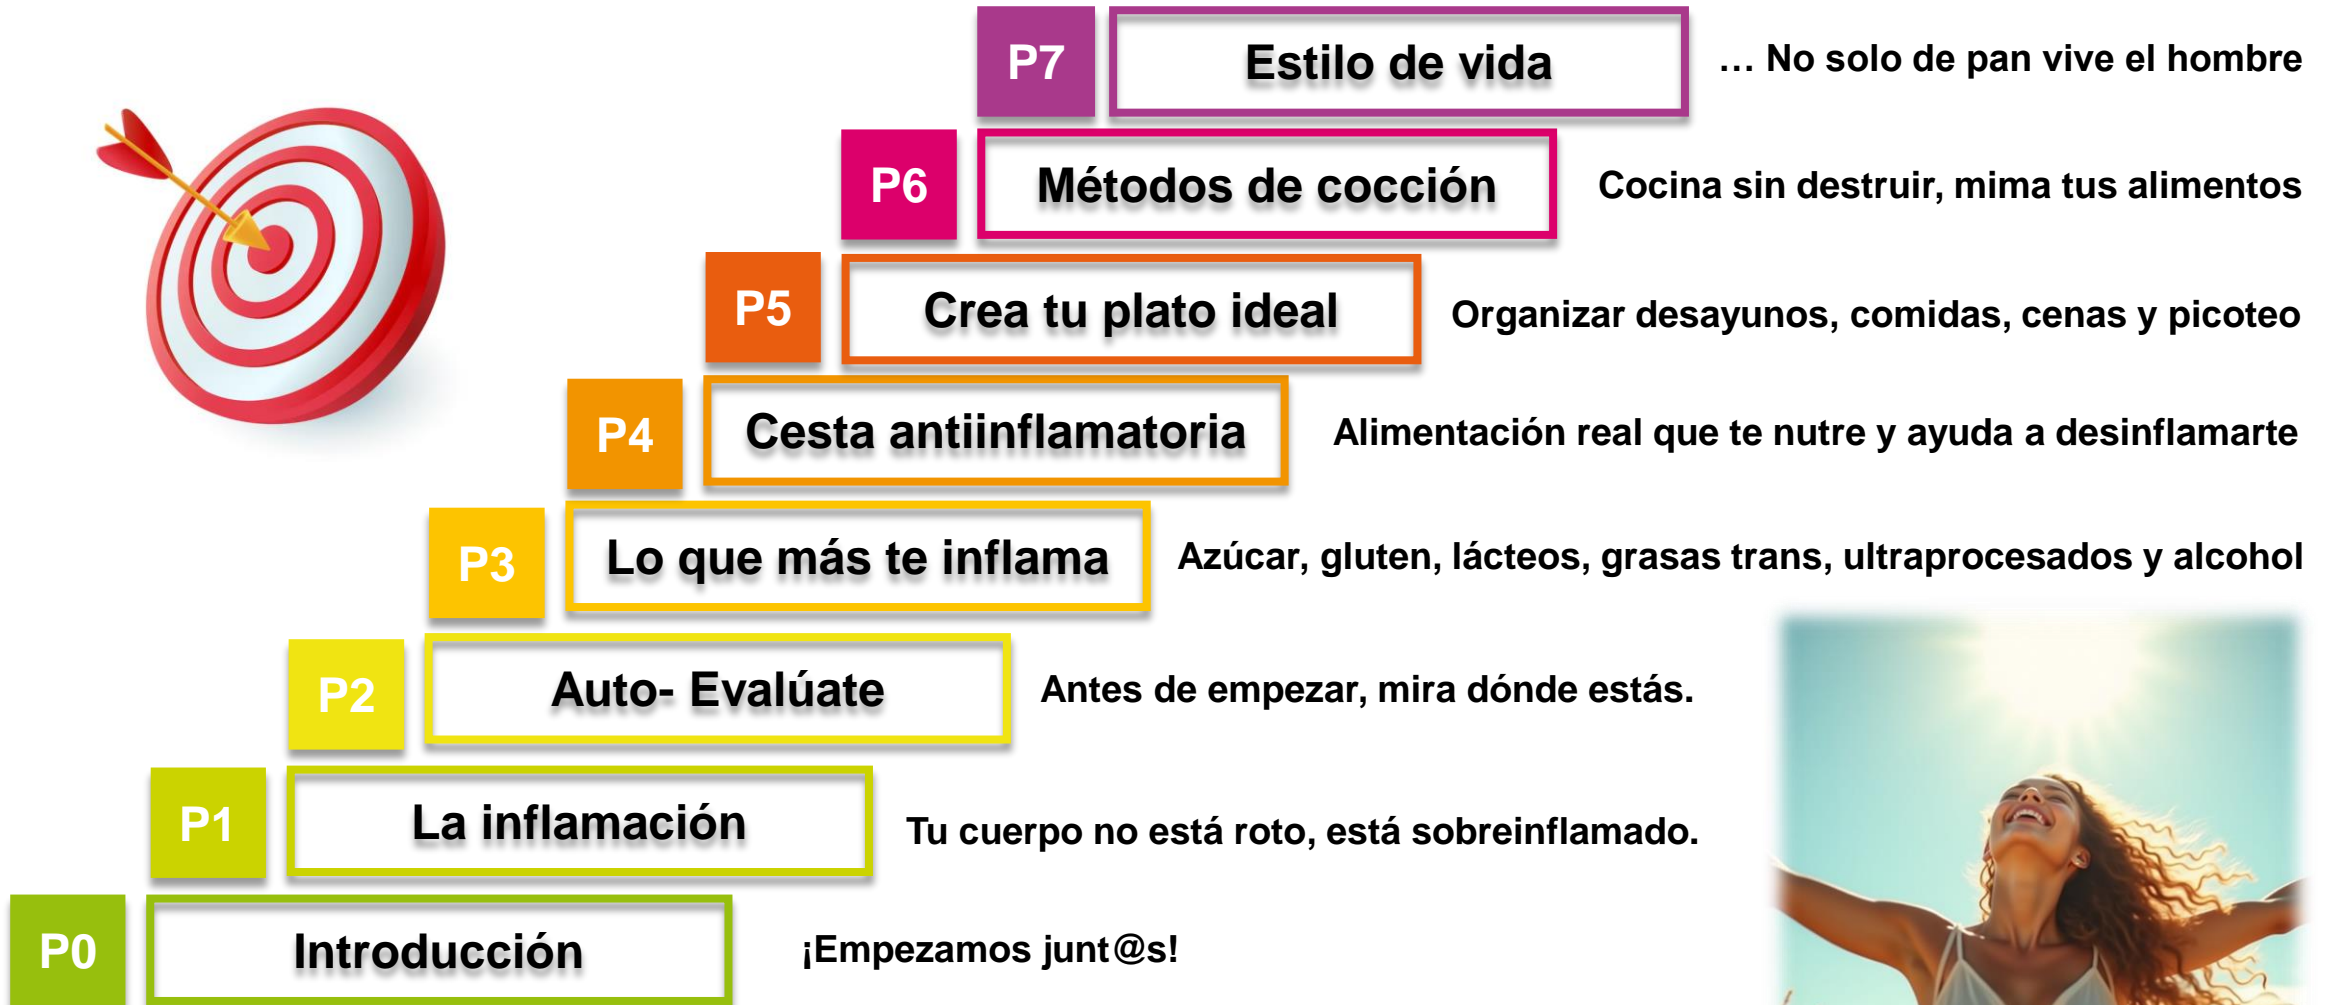 P7 Estilo de vida … No solo de pan vive el hombre
P6 Métodos de cocción Cocina sin destruir, mima tus alimentos
P5 Crea tu plato ideal Organizar desayunos, comidas, cenas y picoteo
P4 Cesta antiinflamatoria Alimentación real que te nutre y ayuda a desinflamarte
P3 Lo que más te inflama Azúcar, gluten, lácteos, grasas trans, ultraprocesados y alcohol
P2 Auto- Evalúate Antes de empezar, mira dónde estás.
P1 La inflamación Tu cuerpo no está roto, está sobreinflamado.
P0 Introducción ¡Empezamos junt@s!